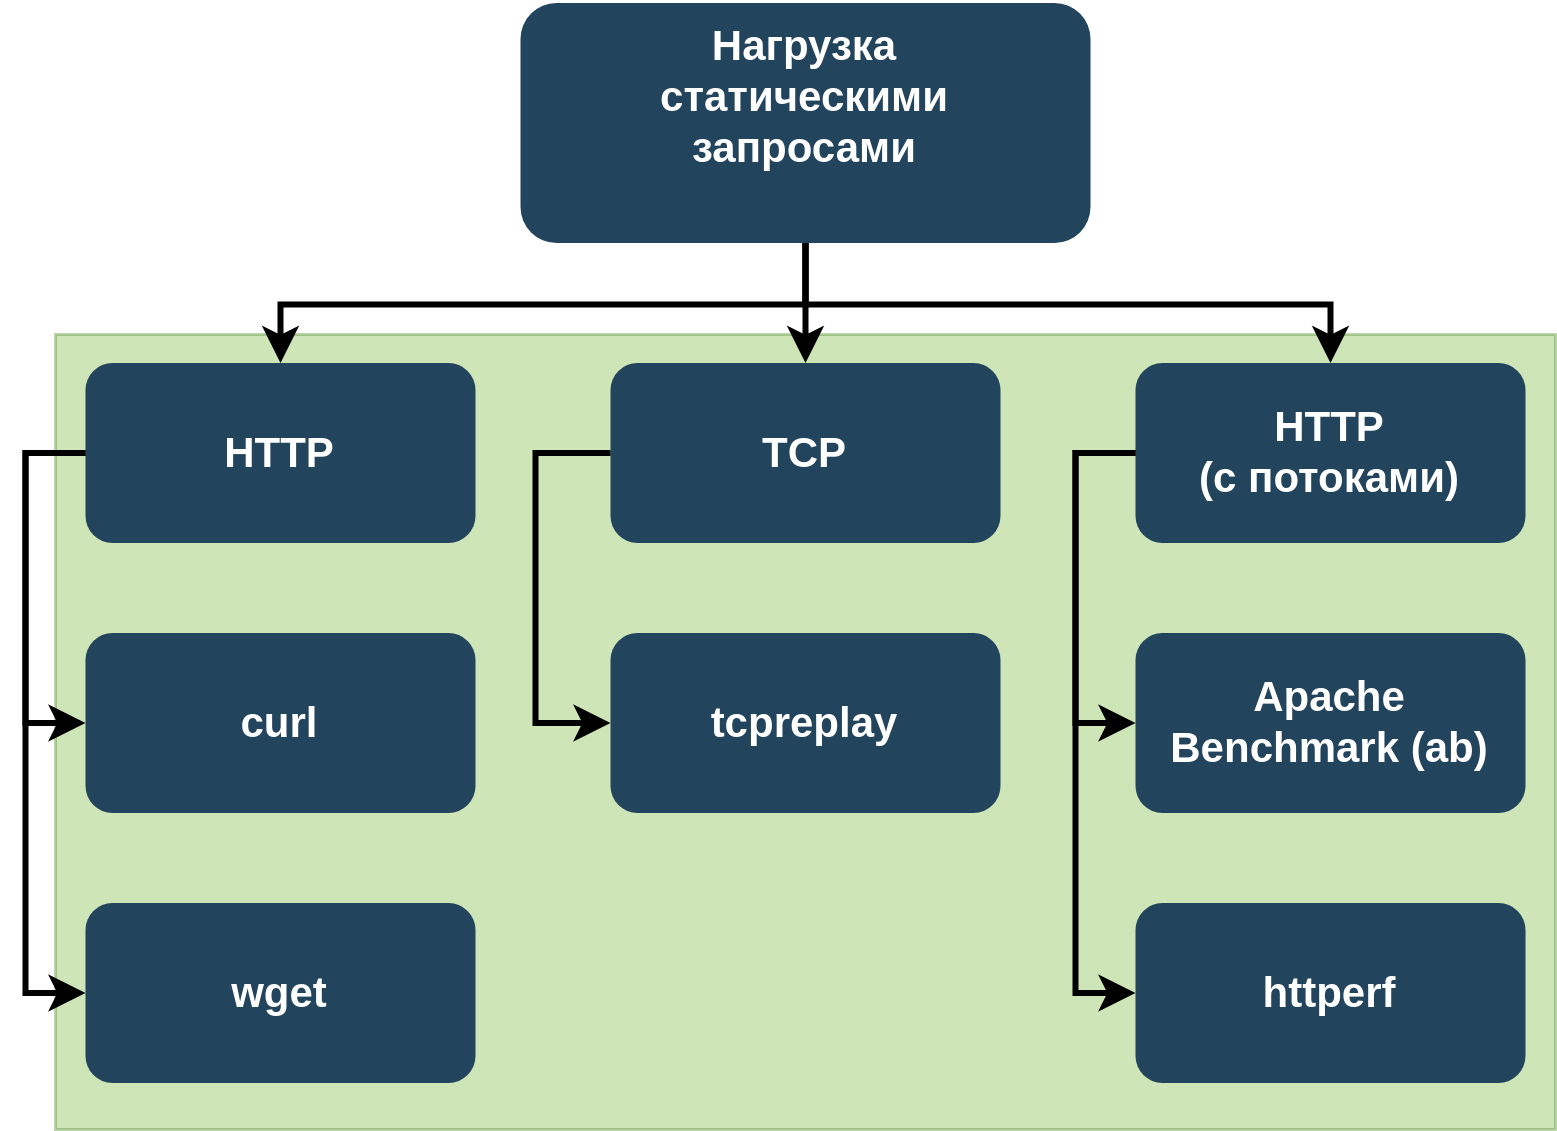 Нагрузка
статическими
запросами
HTTP
TCP
HTTP
(с потоками)
curl
tcpreplay
Apache
Benchmark (ab)
wget
httperf